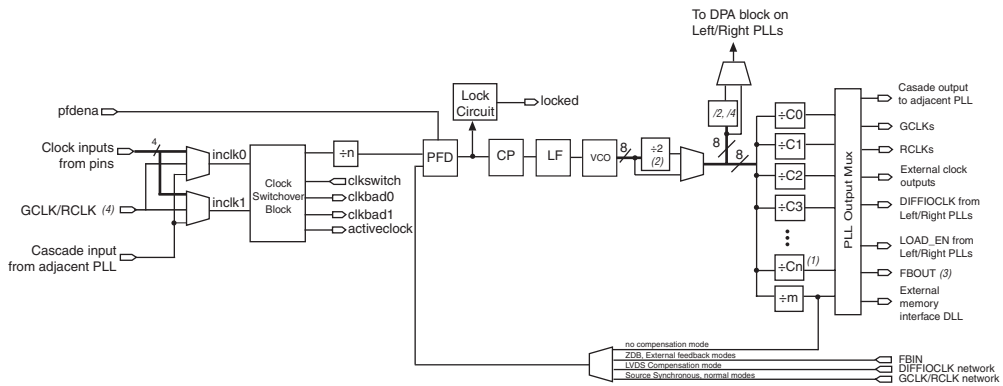 To DPA block on
Left/Right PLLs
Casade output
to adjacent PLL
GCLKs
RCLKs
External clock
outputs
DIFFIOCLK from
Left/Right PLLs
LOAD_EN from
Left/Right PLLs
FBOUT (3)
External
memory
interface DLL
PLL Output Mux
÷C0
÷C1
÷C2
÷C3
÷Cn (1)
÷m
/2, /4
8
8
8
÷2
(2)
VCO
LF
CP
PFD
Lock
Circuit
locked
pfdena
÷n
Clock inputs
from pins
4
inclk0
inclk1
GCLK/RCLK (4)
Cascade input
from adjacent PLL
Clock
Switchover
Block
clkswitch
clkbad0
clkbad1
activeclock
no compensation mode
ZDB, External feedback modes
LVDS Compensation mode
Source Synchronous, normal modes
FBIN
DIFFIOCLK network
GCLK/RCLK network